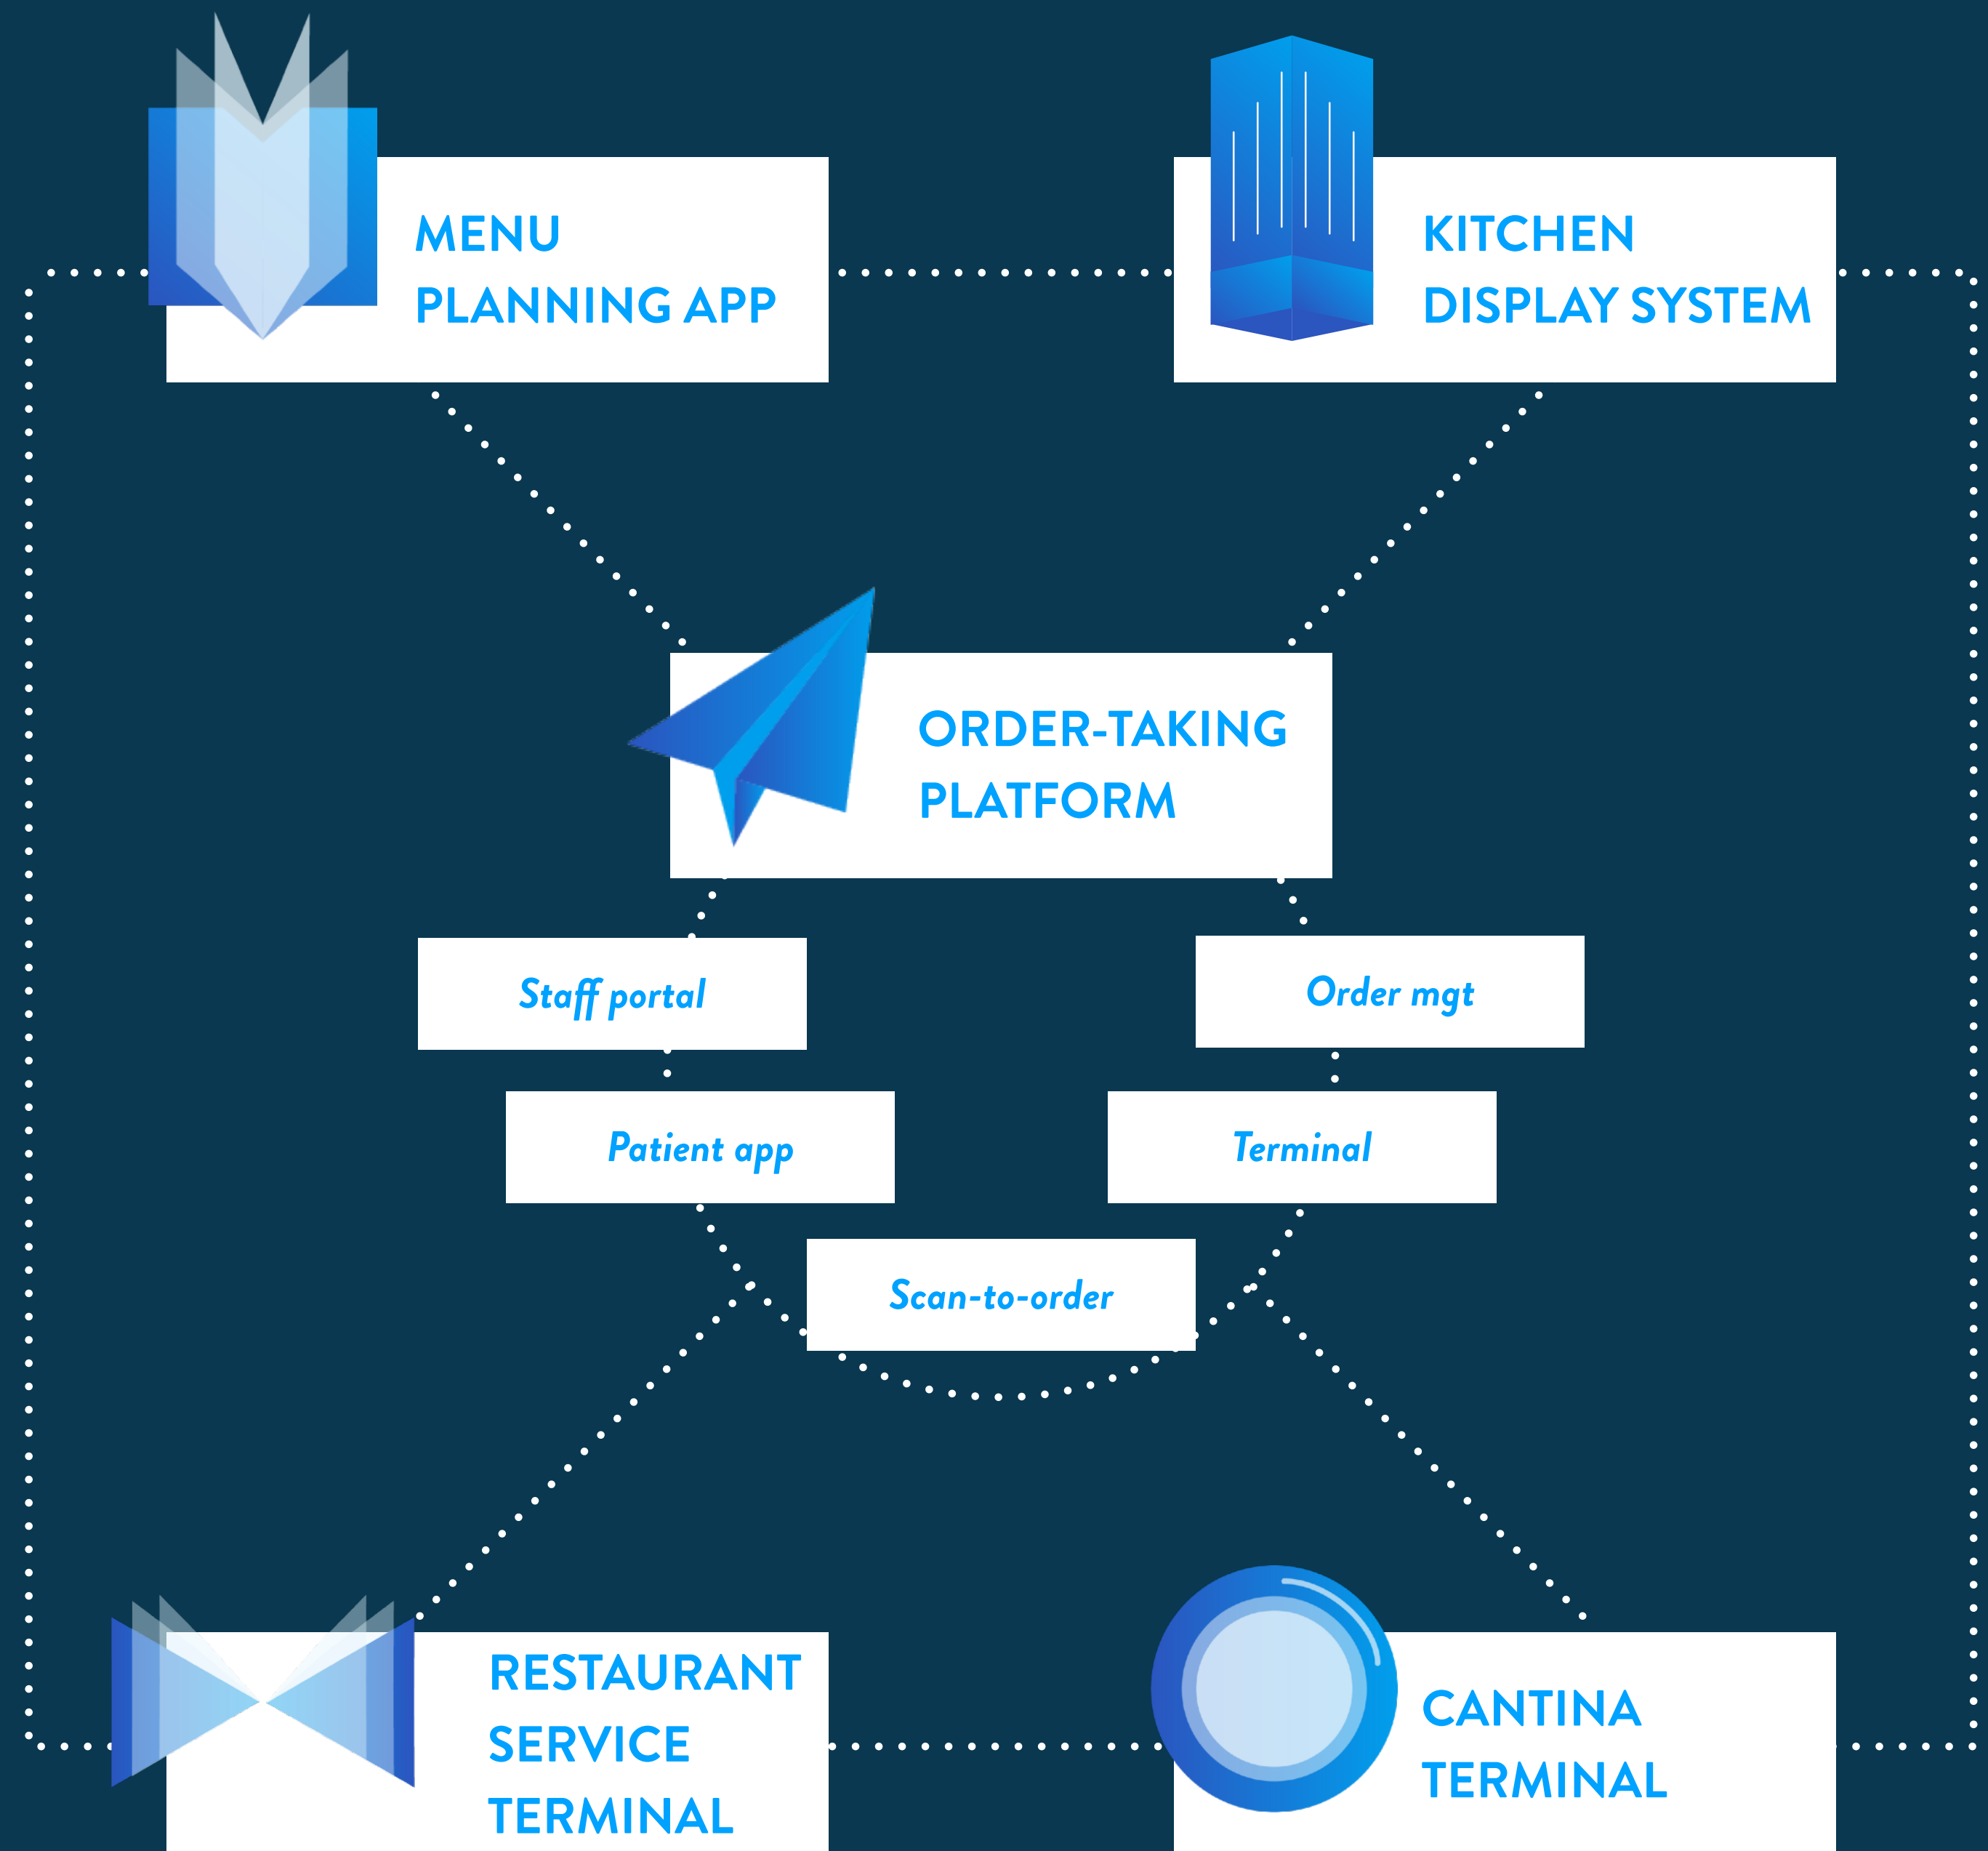 MENU
PLANNING APP
KITCHEN
DISPLAY SYSTEM
ORDER-TAKING
PLATFORM
Staff portal
Order mgt
Patient app
Terminal
Scan-to-order
RESTAURANT
SERVICE
TERMINAL
CANTINA
TERMINAL